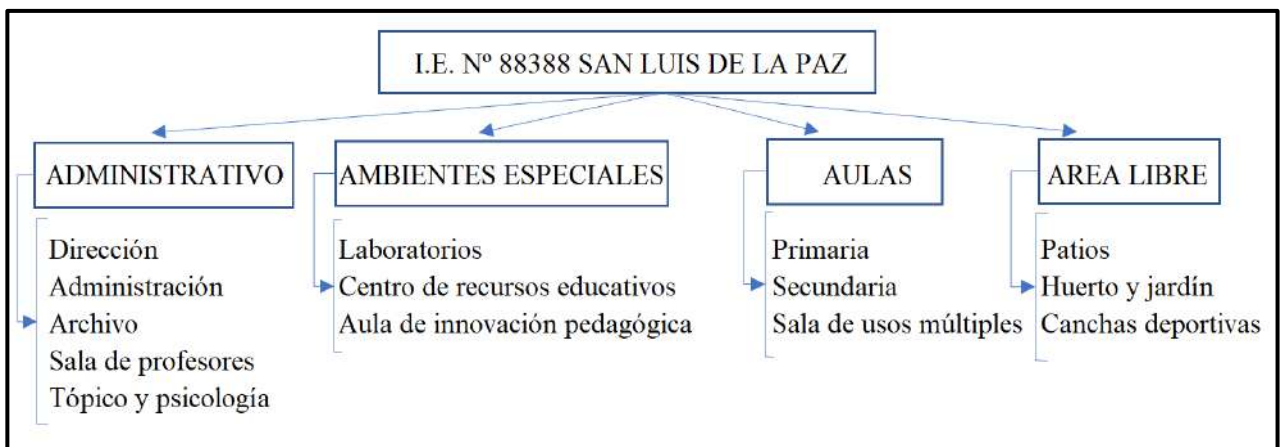 I.E. Nº 88388 SAN LUIS DE LA PAZ
ADMINISTRATIVO
Dirección
Administración
Archivo
Sala de profesores
Tópico y psicología
AMBIENTES ESPECIALES
Laboratorios
Centro de recursos educativos
Aula de innovación pedagógica
AULAS
Primaria
Secundaria
Sala de usos múltiples
AREA LIBRE
Patios
Huerto y jardín
Canchas deportivas